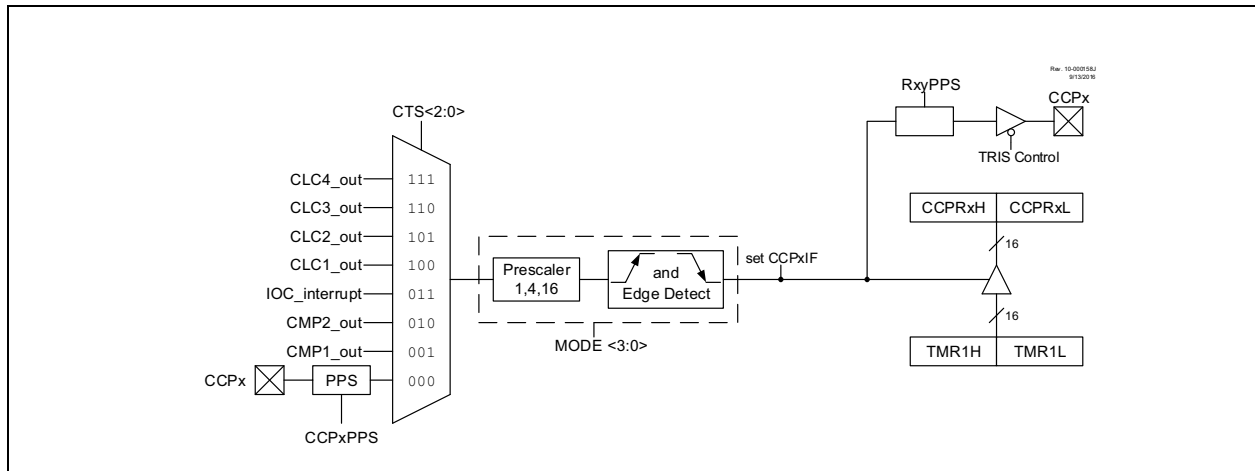 Rev. 10-000158J
9/13/2016
RxyPPS
CCPx
CTS<2:0>
TRIS Control
CLC4_out
111
CLC3_out
110
CCPRxH
CCPRxL
CLC2_out
101
16
CLC1_out
100
Prescaler
1,4,16
and
Edge Detect
set CCPxIF
IOC_interrupt
011
CMP2_out
010
16
MODE <3:0>
CMP1_out
001
TMR1H
TMR1L
CCPx
PPS
000
CCPxPPS